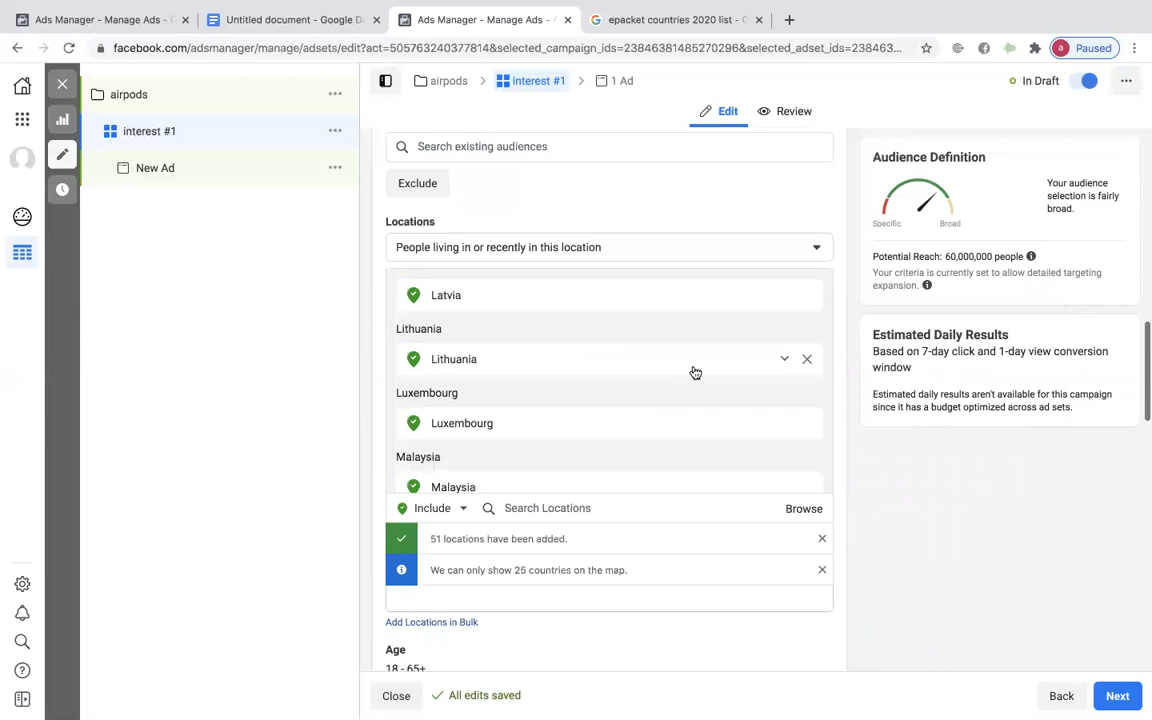 Ads Manager - Manage Ads -
Untitled document - Google D
Ads Manager - Manage Ads -
epacket countries 2020 list -
facebook.com/adsmanager/manage/adsets/edit?act=505763240377814&selected_campaign_ids=23846381485270296&selected_adset_ids=238463...
a Paused
airpods
interest #1
New Ad
airpods
interest #1
1 Ad
In Draft
Edit
Review
Search existing audiences
Exclude
Locations
People living in or recently in this location
Latvia
Lithuania
Lithuania
Luxembourg
Luxembourg
Malaysia
Malaysia
Include
Search Locations
Browse
51 locations have been added.
We can only show 25 countries on the map.
Add Locations in Bulk
Age
18 - 65+
Audience Definition
Specific
Broad
Your audience
selection is fairly
broad.
Potential Reach: 60,000,000 people
Your criteria is currently set to allow detailed targeting
expansion.
Estimated Daily Results
Based on 7-day click and 1-day view conversion
window
Estimated daily results aren't available for this campaign
since it has a budget optimized across ad sets.
Close
All edits saved
Back
Next